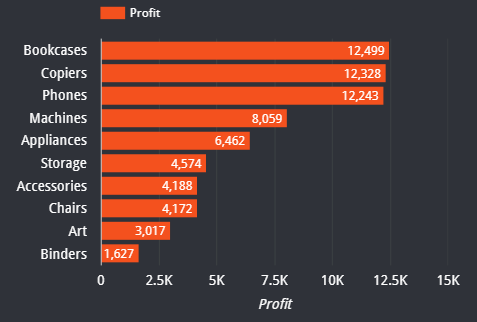 Profit
Bookcases 12,499
Copiers 12,328
Phones 12,243
Machines 8,059
Appliances 6,462
Storage 4,574
Accessories 4,188
Chairs 4,172
Art 3,017
Binders 1,627
0 2.5K 5K 7.5K 10K 12.5K 15K
Profit